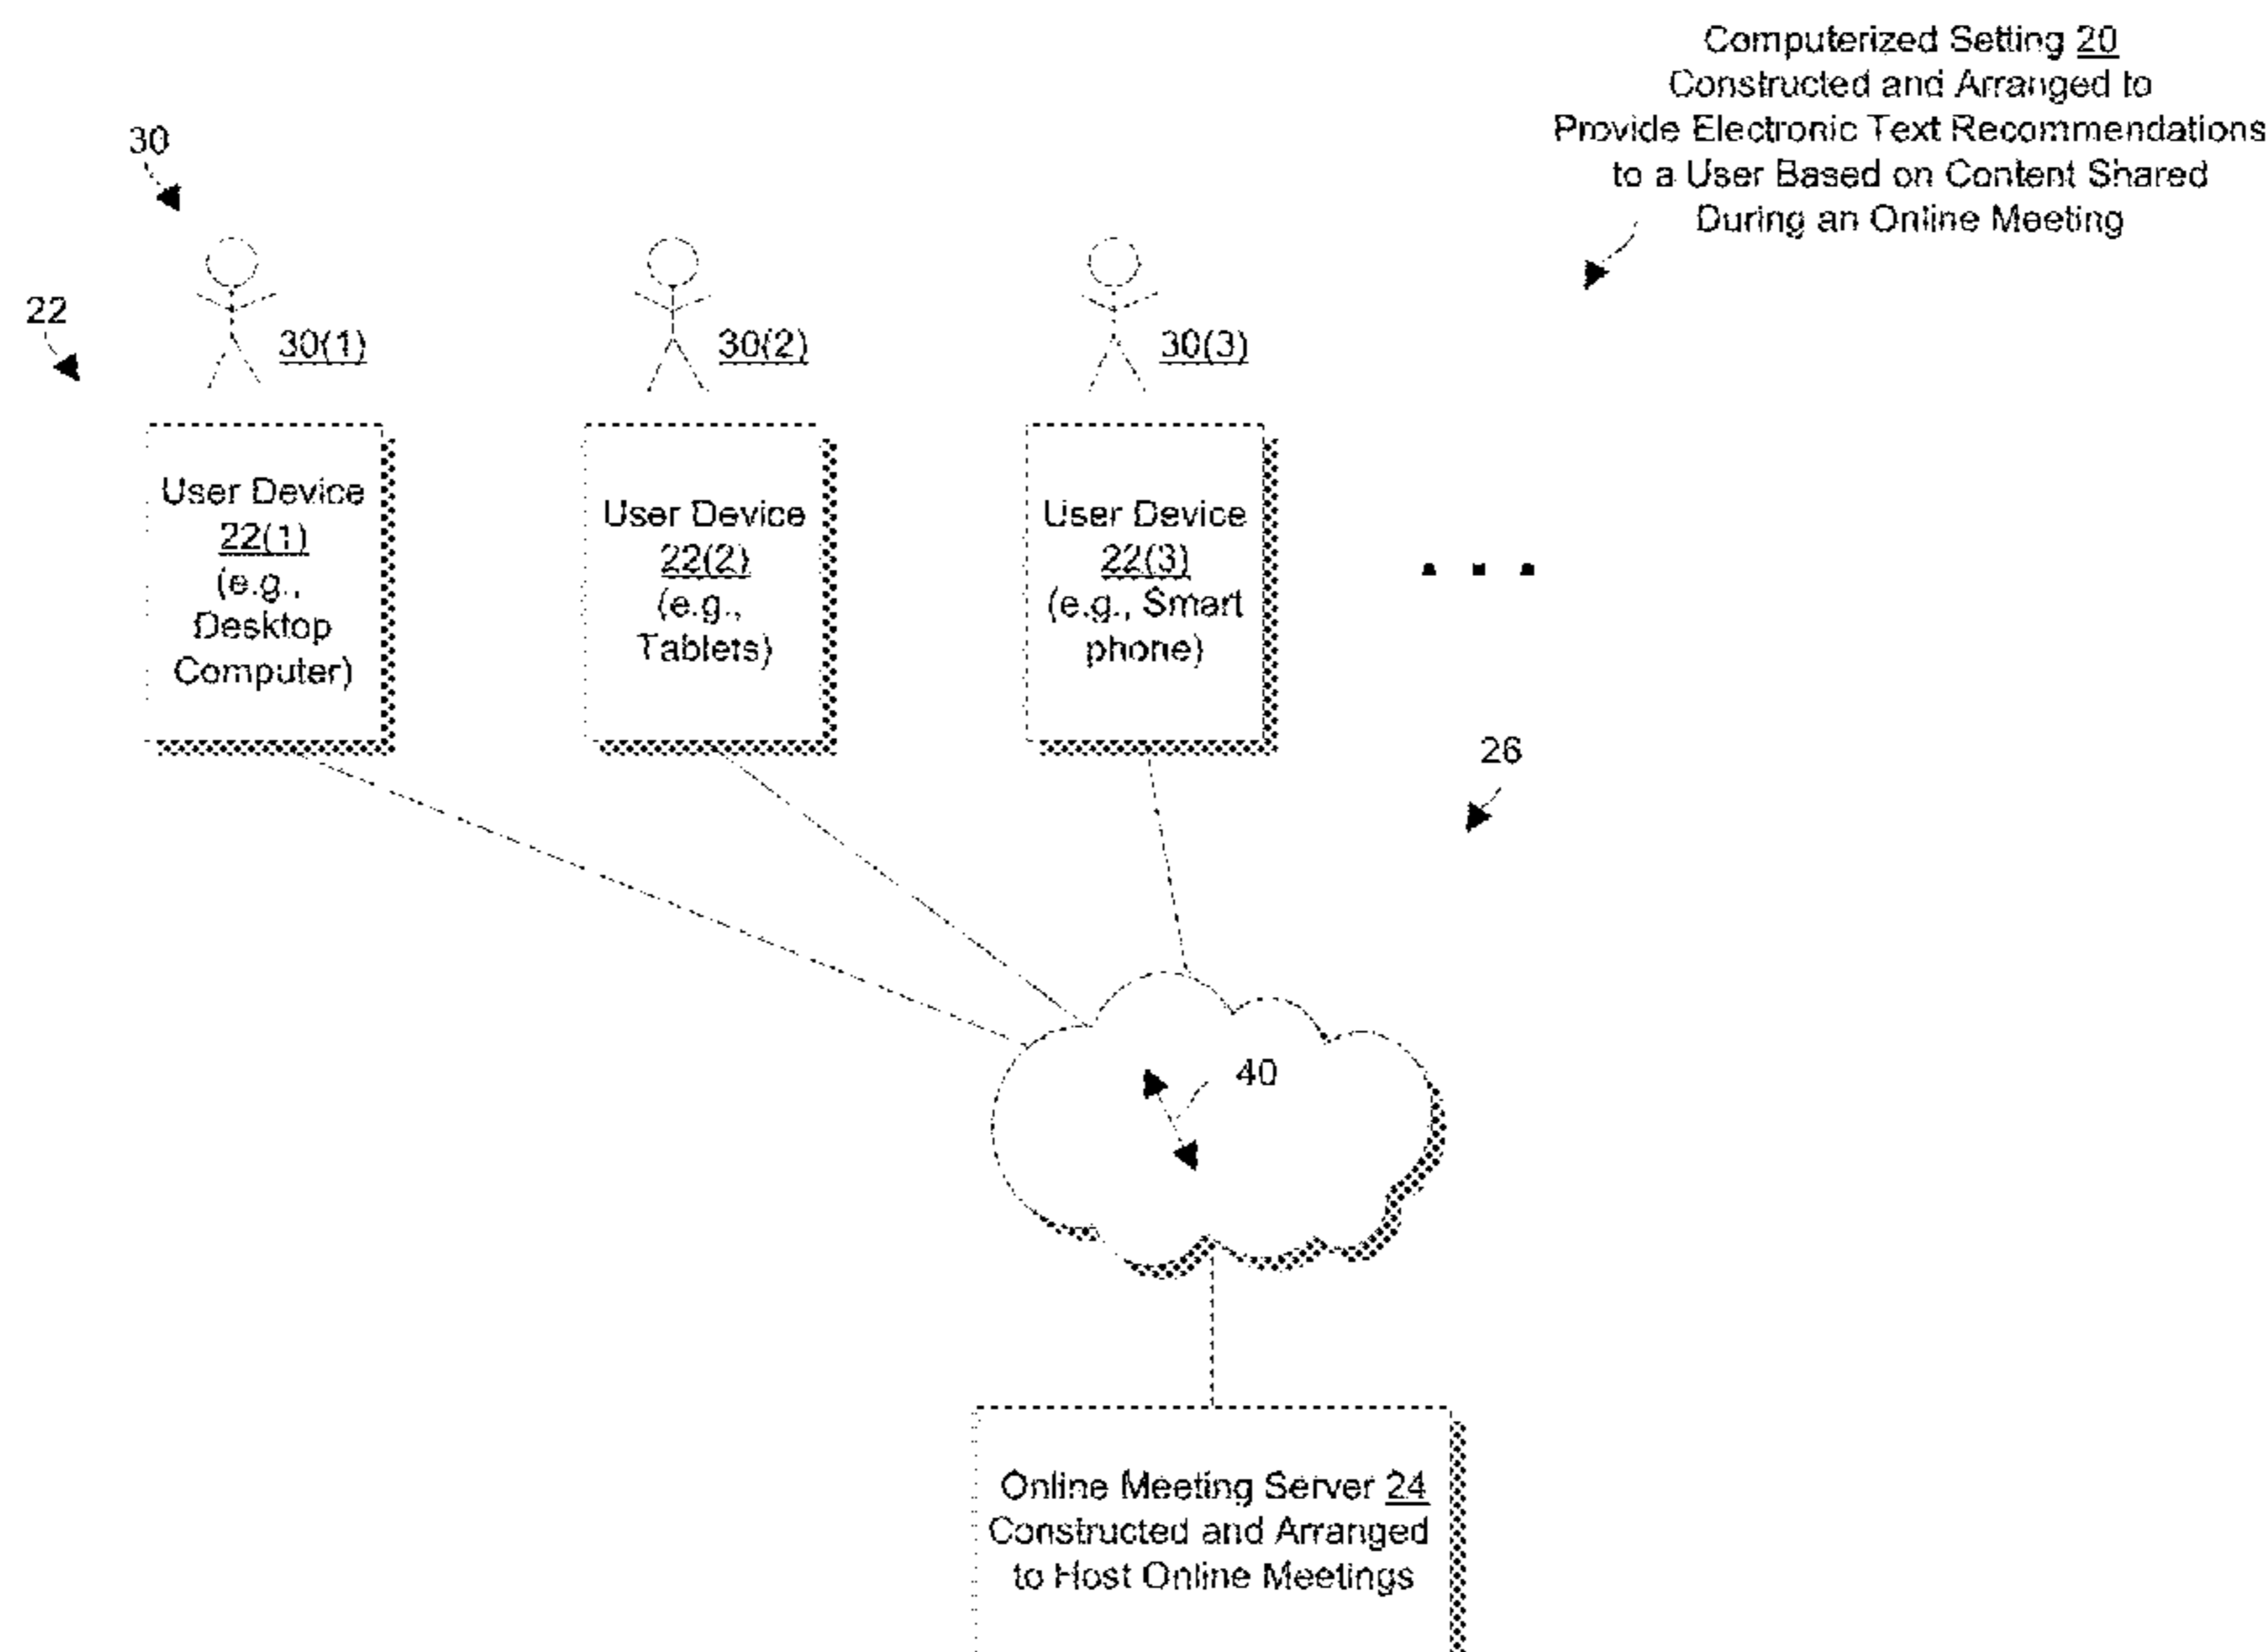 Computerized Setting 20
Constructed and Arranged to
Provide Electronic Text Recommendations
to a User Based on Content Shared
During an Online Meeting
30
22
30(1)
30(2)
30(3)
User Device
22(1)
(e.g.,
Desktop
Computer)
User Device
22(2)
(e.g.,
Tablets)
User Device
22(3)
(e.g., Smart
phone)
. . .
26
40
Online Meeting Server 24
Constructed and Arranged
to Host Online Meetings